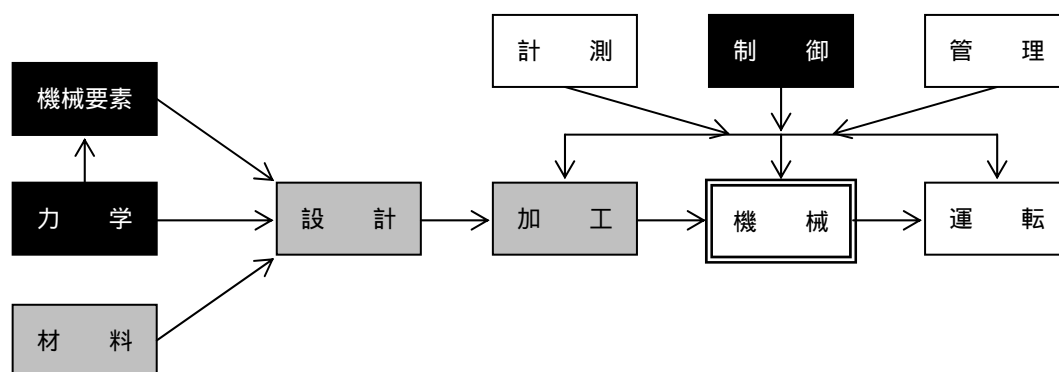 計　測
制　御
管　理
機械要素
力　学
設　計
加　工
機　械
運　転
材　料